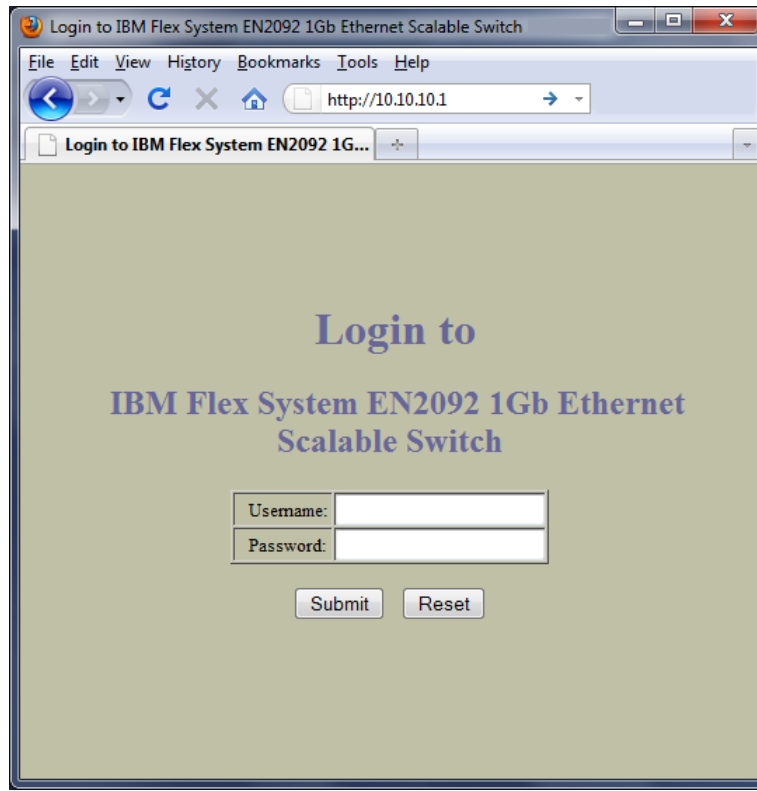 Login to IBM Flex System EN2092 1Gb Ethernet Scalable Switch
File Edit View History Bookmarks Tools Help
http://10.10.10.1
Login to IBM Flex System EN2092 1G...
Login to
IBM Flex System EN2092 1Gb Ethernet
Scalable Switch
Username:
Password:
Submit Reset